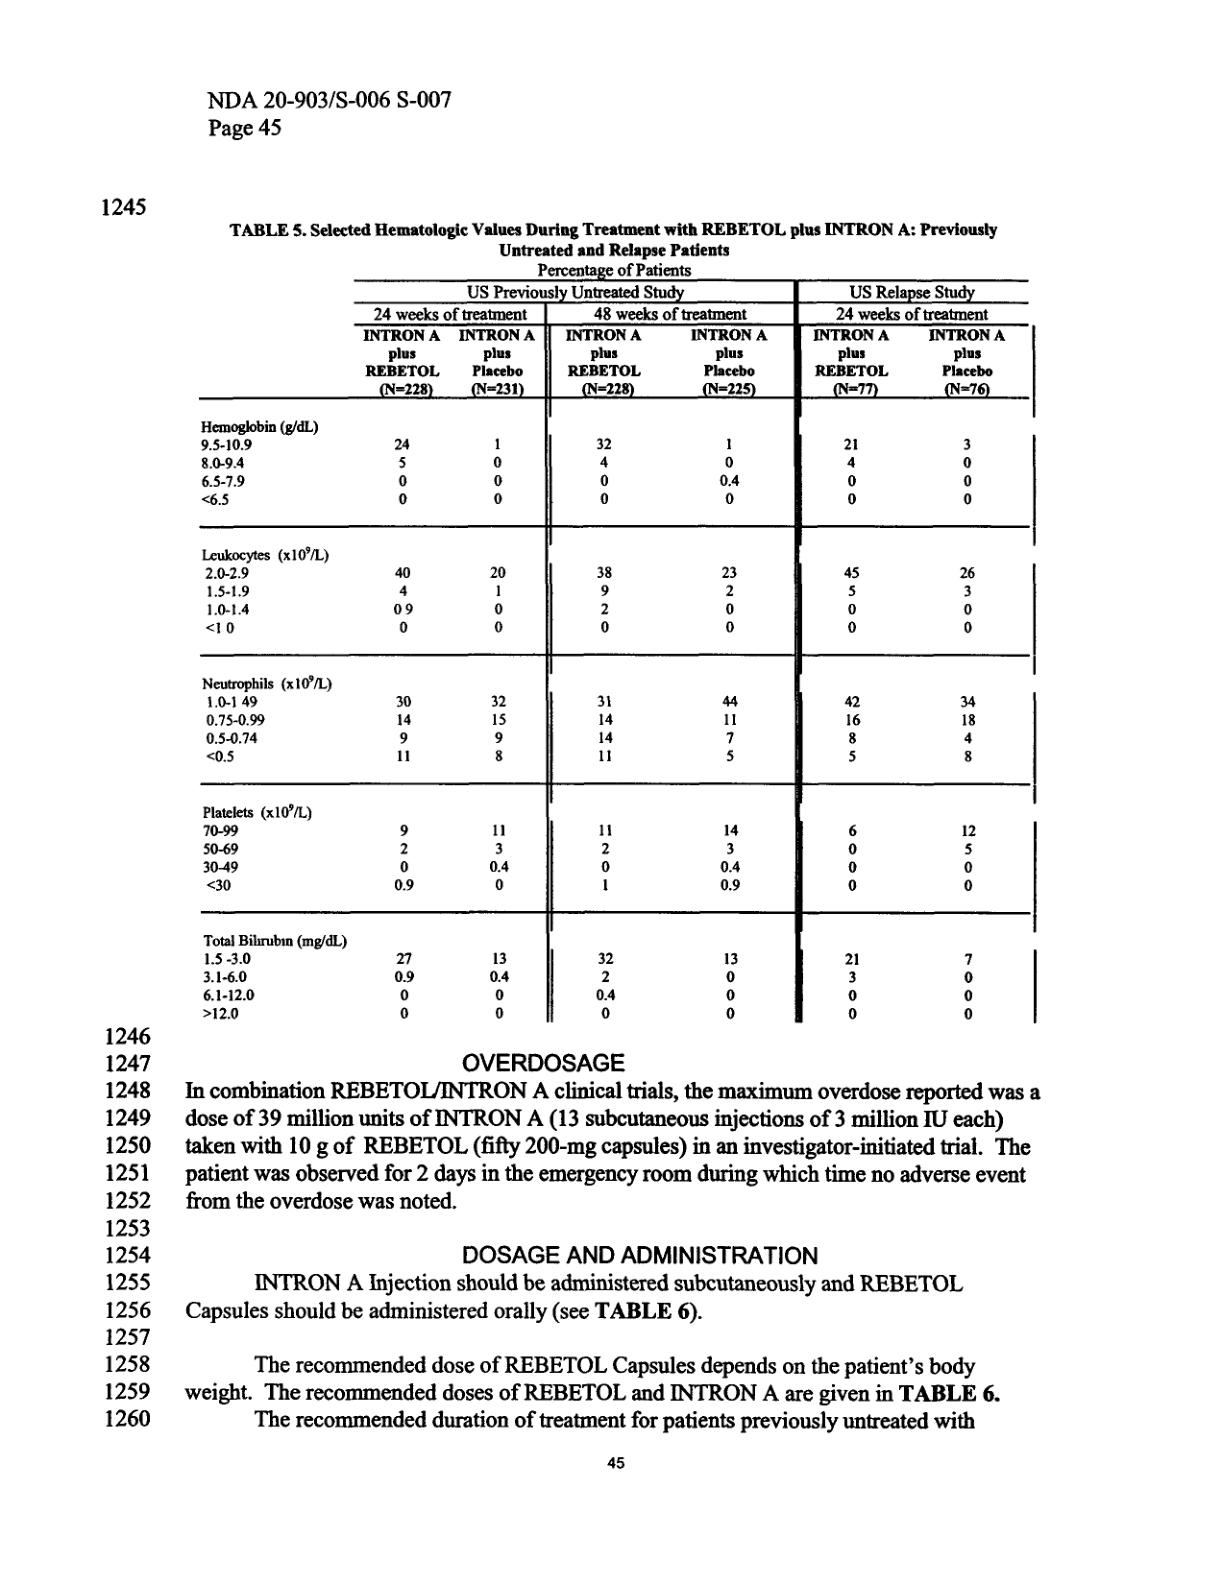 NDA 20-903/S-006 S-007
Page 45
1245
TABLE 5. Selected Hematologic Values During Treatment with REBETOL plus INTRON A: Previously
Untreated and Relapse Patients
Percentage of Patients
US Previously Untreated Study US Relapse Study
24 weeks of treatment 48 weeks of treatment 24 weeks of treatment
INTRON A INTRON A INTRON A INTRON A INTRON A INTRON A
plus plus plus plus plus plus
REBETOL Placebo REBETOL Placebo REBETOL Placebo
(N=228) (N=231) (N=228) (N=225) (N=77) (N=76)
Hemoglobin (g/dL)
9.5-10.9 24 1 32 1 21 3
8.0-9.4 5 0 4 0 4 0
6.5-7.9 0 0 0 0.4 0 0
<6.5 0 0 0 0 0 0
Leukocytes (x10⁹/L)
2.0-2.9 40 20 38 23 45 26
1.5-1.9 4 1 9 2 5 3
1.0-1.4 0 9 0 2 0 0 0
<1 0 0 0 0 0 0 0
Neutrophils (x10⁹/L)
1.0-1 49 30 32 31 44 42 34
0.75-0.99 14 15 14 11 16 18
0.5-0.74 9 9 14 7 8 4
<0.5 11 8 11 5 5 8
Platelets (x10⁹/L)
70-99 9 11 11 14 6 12
50-69 2 3 2 3 0 5
30-49 0 0.4 0 0.4 0 0
<30 0.9 0 1 0.9 0 0
Total Bilirubin (mg/dL)
1.5 -3.0 27 13 32 13 21 7
3.1-6.0 0.9 0.4 2 0 3 0
6.1-12.0 0 0 0.4 0 0 0
>12.0 0 0 0 0 0 0
1246
1247 OVERDOSAGE
1248 In combination REBETOL/INTRON A clinical trials, the maximum overdose reported was a
1249 dose of 39 million units of INTRON A (13 subcutaneous injections of 3 million IU each)
1250 taken with 10 g of REBETOL (fifty 200-mg capsules) in an investigator-initiated trial. The
1251 patient was observed for 2 days in the emergency room during which time no adverse event
1252 from the overdose was noted.
1253
1254 DOSAGE AND ADMINISTRATION
1255 INTRON A Injection should be administered subcutaneously and REBETOL
1256 Capsules should be administered orally (see TABLE 6).
1257
1258 The recommended dose of REBETOL Capsules depends on the patient's body
1259 weight. The recommended doses of REBETOL and INTRON A are given in TABLE 6.
1260 The recommended duration of treatment for patients previously untreated with
45